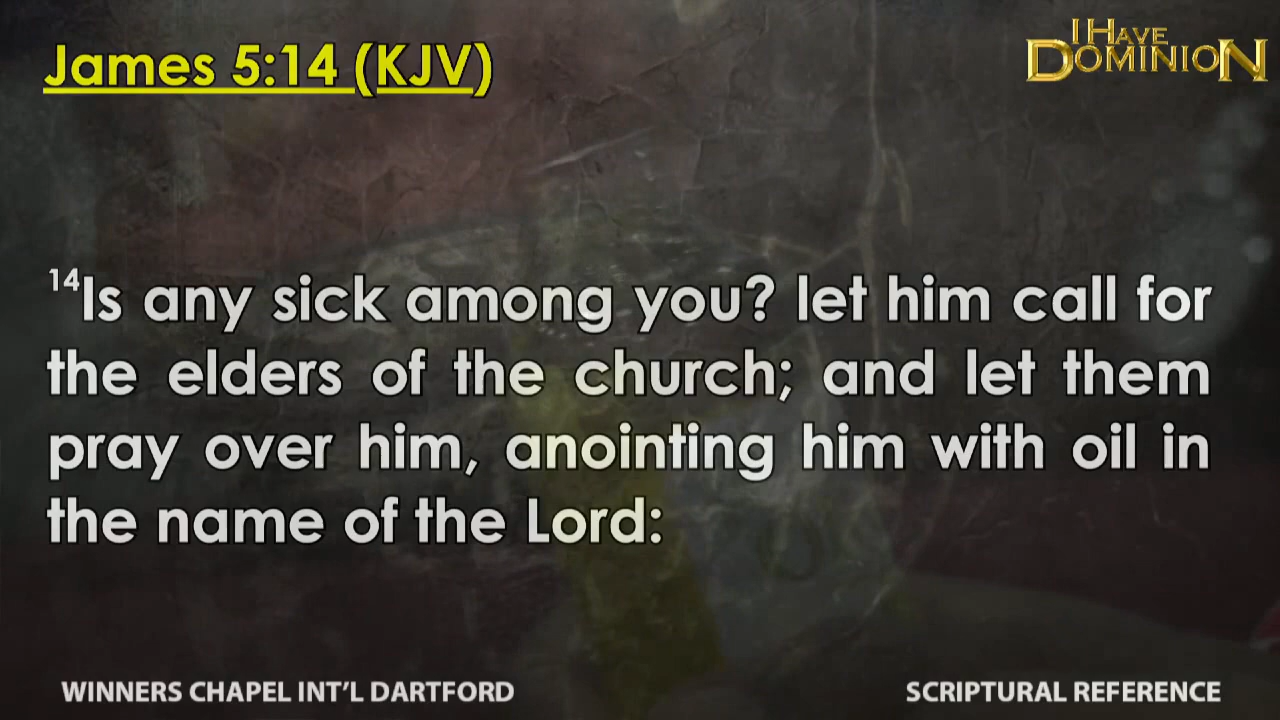 James 5:14 (KJV)
I HAVE
DOMINION
14Is any sick among you? let him call for
the elders of the church; and let them
pray over him, anointing him with oil in
the name of the Lord:
WINNERS CHAPEL INT'L DARTFORD
SCRIPTURAL REFERENCE